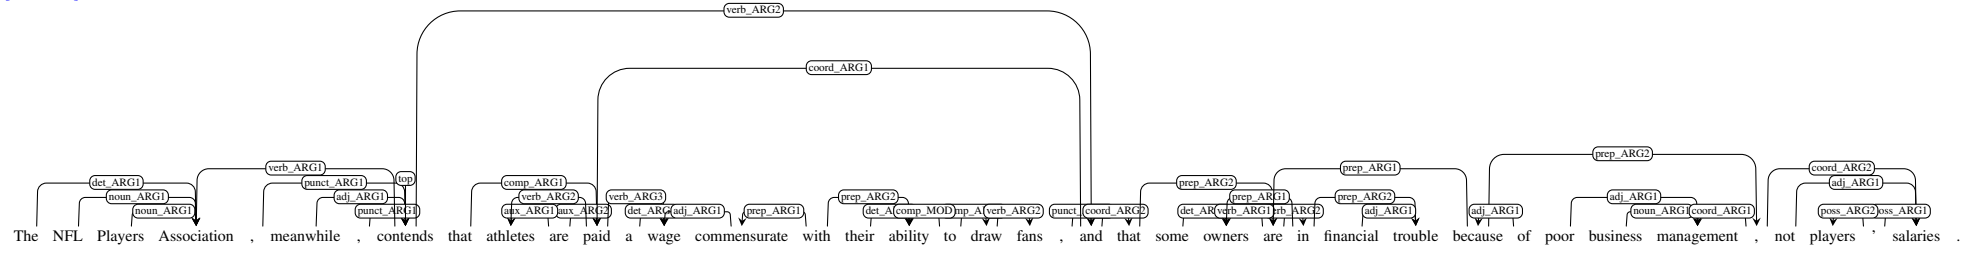 verb_ARG2
coord_ARG1
prep_ARG2
verb_ARG1 prep_ARG1 coord_ARG2
det_ARG1 punct_ARG1 top comp_ARG1 prep_ARG2 adj_ARG1
noun_ARG1 adj_ARG1 verb_ARG2 verb_ARG3 prep_ARG2 prep_ARG1 prep_ARG2 adj_ARG1
noun_ARG1 punct_ARG1 aux_ARG1 aux_ARG2 adj_ARG1 prep_ARG1 comp_MOD verb_ARG2 coord_ARG2 verb_ARG1 adj_ARG1 adj_ARG1 noun_ARG1 coord_ARG1 poss_ARG2
The NFL Players Association , meanwhile , contends that athletes are paid a wage commensurate with their ability to draw fans , and that some owners are in financial trouble because of poor business management , not players ' salaries .